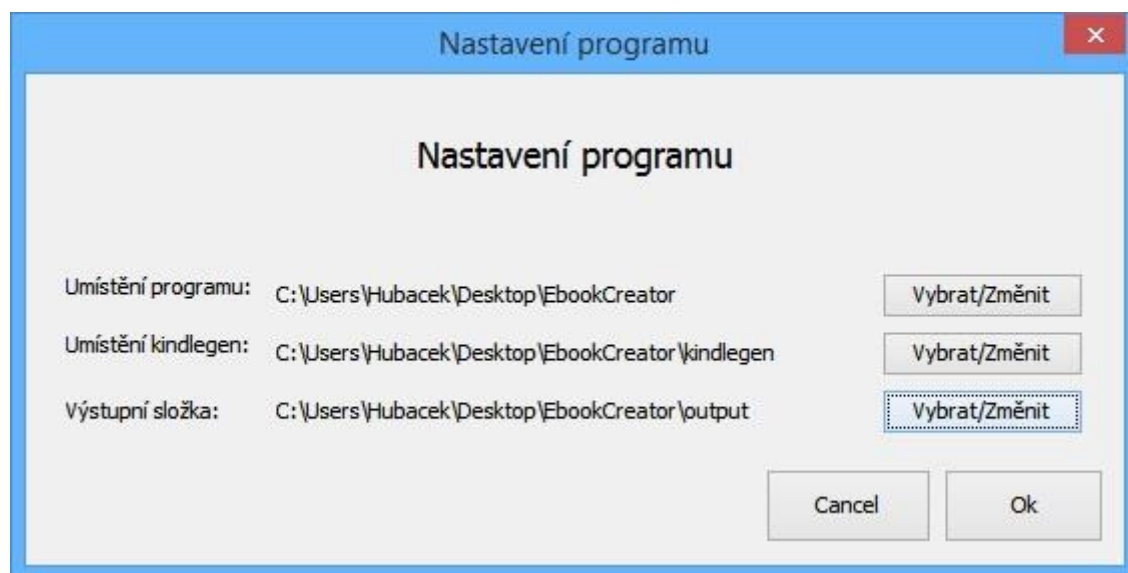 Nastavení programu
Nastavení programu
Umístění programu: C:\Users\Hubacek\Desktop\EbookCreator Vybrat/Změnit
Umístění kindlegen: C:\Users\Hubacek\Desktop\EbookCreator\kindlegen Vybrat/Změnit
Výstupní složka: C:\Users\Hubacek\Desktop\EbookCreator\output Vybrat/Změnit
Cancel Ok